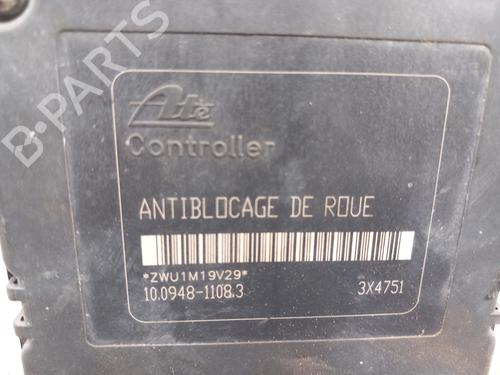 B-PARTS
Ate
Controller
ANTIBLOCAGE DE ROUE
*ZWU1M19V29*
10.0948-1108.3 3X4751